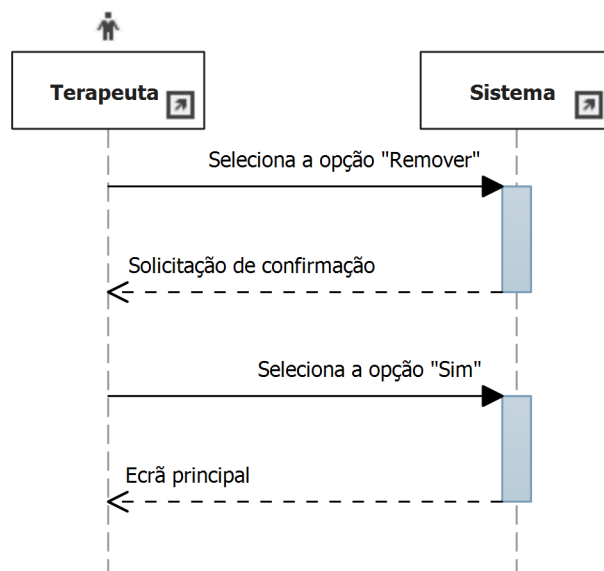 Terapeuta
Sistema
Seleciona a opção "Remover"
Solicitação de confirmação
Seleciona a opção "Sim"
Ecrã principal